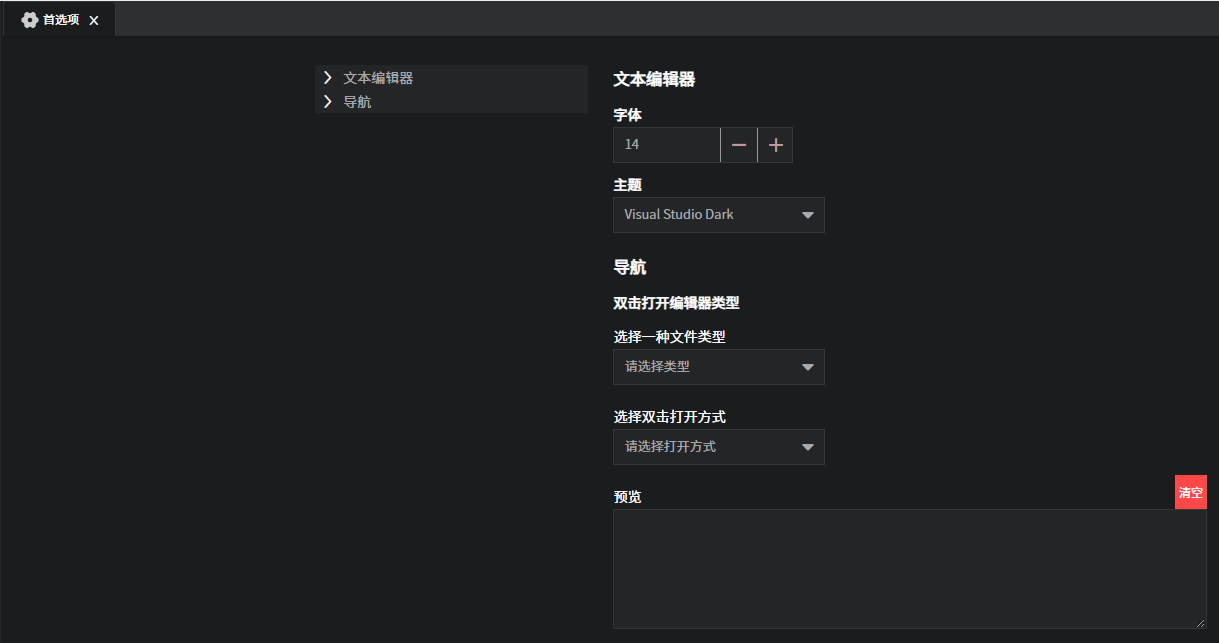 首选项
文本编辑器
导航
文本编辑器
字体
14
主题
Visual Studio Dark
导航
双击打开编辑器类型
选择一种文件类型
请选择类型
选择双击打开方式
请选择打开方式
预览
清空